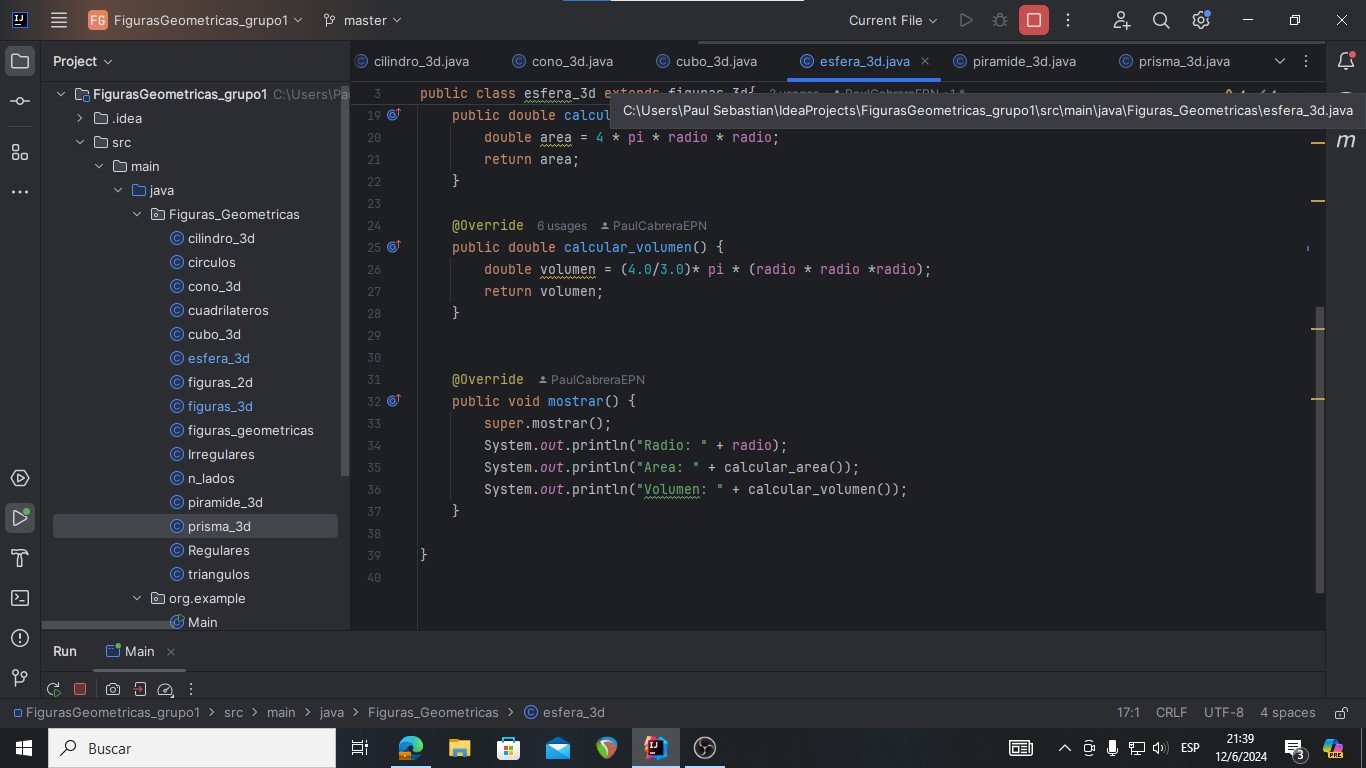 FG FigurasGeometricas_grupo1 master Current File
Project
cilindro_3d.java cono_3d.java cubo_3d.java esfera_3d.java piramide_3d.java prisma_3d.java
FigurasGeometricas_grupo1
.idea
src
main
java
Figuras_Geometricas
cilindro_3d
circulos
cono_3d
cuadrilateros
cubo_3d
esfera_3d
figuras_2d
figuras_3d
figuras_geometricas
Irregulares
n_lados
piramide_3d
prisma_3d
Regulares
triangulos
org.example
Main
3 public class esfera_3d extends figuras_3d{
C:\Users\Paul Sebastian\IdeaProjects\FigurasGeometricas_grupo1\src\main\java\Figuras_Geometricas\esfera_3d.java
19 public double calcul
20 double area = 4 * pi * radio * radio;
21 return area;
22 }
23
24 @Override 6 usages PaulCabreraEPN
25 public double calcular_volumen() {
26 double volumen = (4.0/3.0)* pi * (radio * radio *radio);
27 return volumen;
28 }
29
30
31 @Override PaulCabreraEPN
32 public void mostrar() {
33 super.mostrar();
34 System.out.println("Radio: " + radio);
35 System.out.println("Area: " + calcular_area());
36 System.out.println("Volumen: " + calcular_volumen());
37 }
38
39 }
40
m
Run Main
FigurasGeometricas_grupo1 > src > main > java > Figuras_Geometricas > esfera_3d 17:1 CRLF UTF-8 4 spaces
Buscar
ESP
21:39
12/6/2024
3
PRE